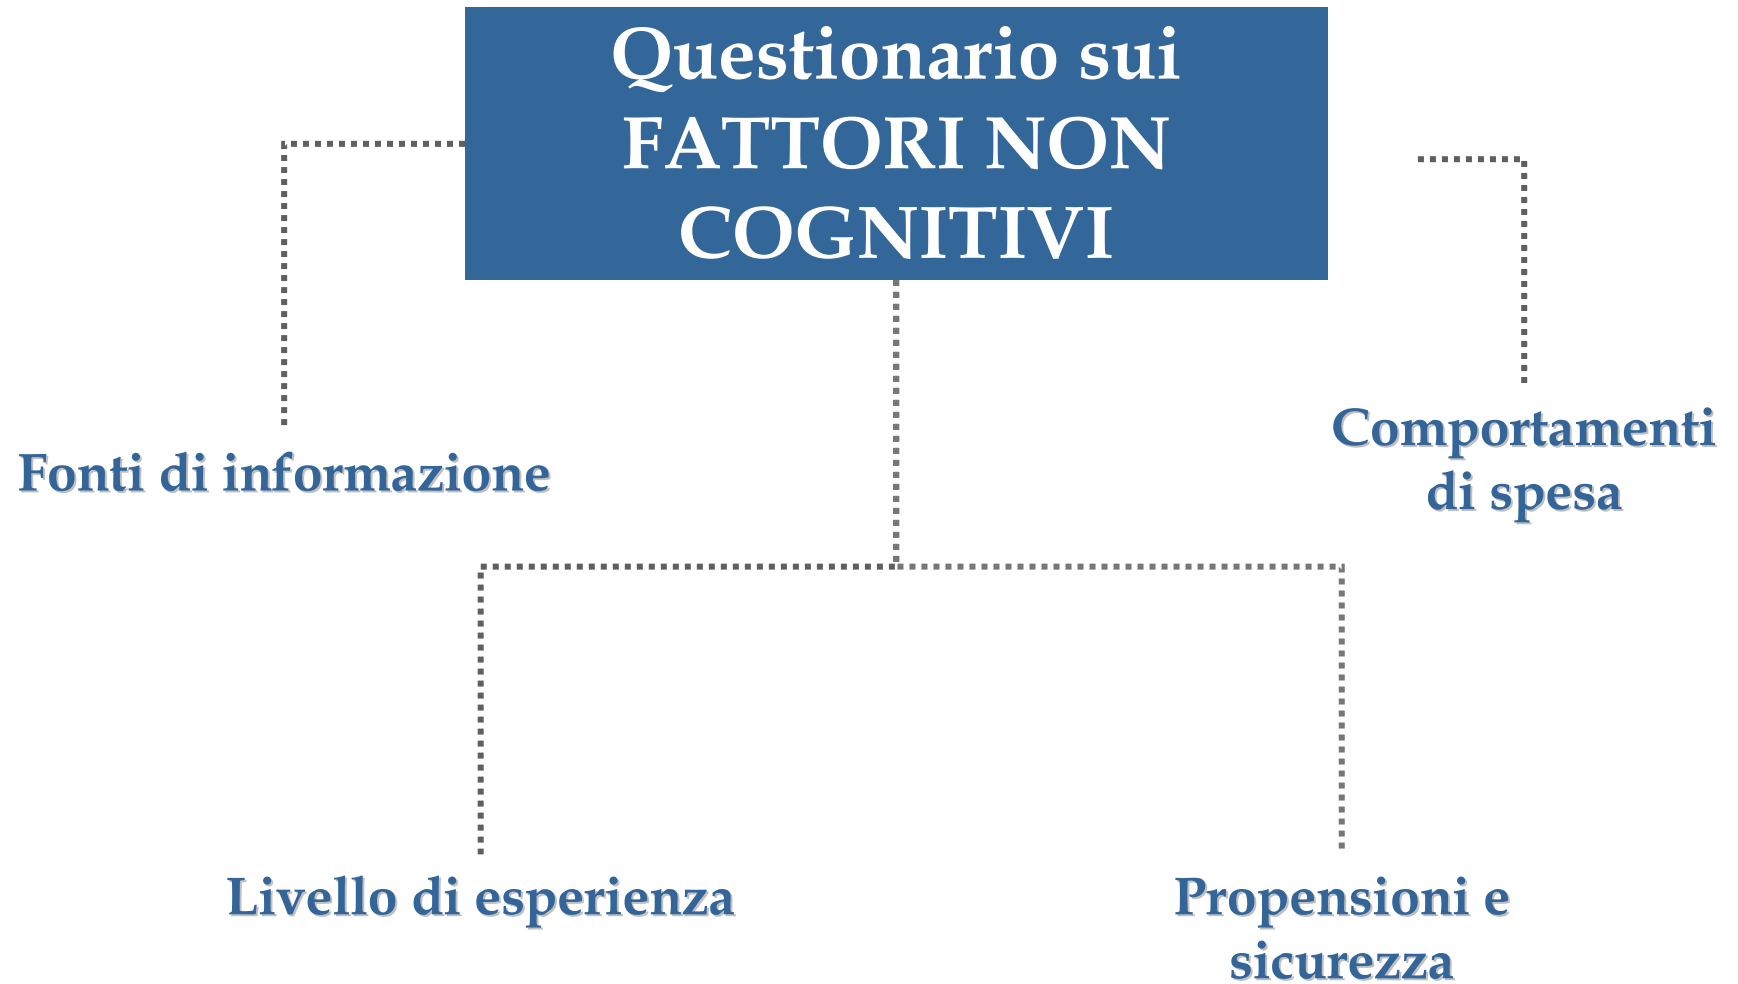 Questionario sui
FATTORI NON
COGNITIVI
Fonti di informazione
Comportamenti
di spesa
Livello di esperienza
Propensioni e
sicurezza